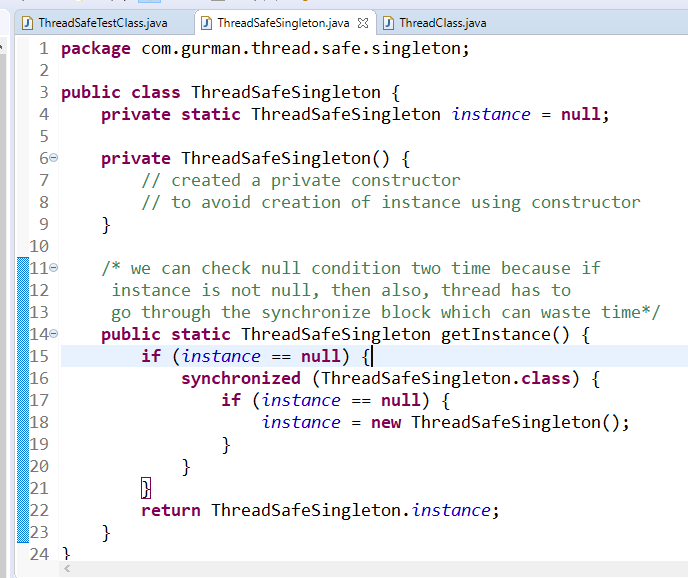 ThreadSafeTestClass.java ThreadSafeSingleton.java ThreadClass.java
1 package com.gurman.thread.safe.singleton;
2
3 public class ThreadSafeSingleton {
4     private static ThreadSafeSingleton instance = null;
5
6     private ThreadSafeSingleton() {
7         // created a private constructor
8         // to avoid creation of instance using constructor
9     }
10
11     /* we can check null condition two time because if
12      instance is not null, then also, thread has to
13      go through the synchronize block which can waste time*/
14     public static ThreadSafeSingleton getInstance() {
15         if (instance == null) {
16             synchronized (ThreadSafeSingleton.class) {
17                 if (instance == null) {
18                     instance = new ThreadSafeSingleton();
19                 }
20             }
21         }
22         return ThreadSafeSingleton.instance;
23     }
24 }